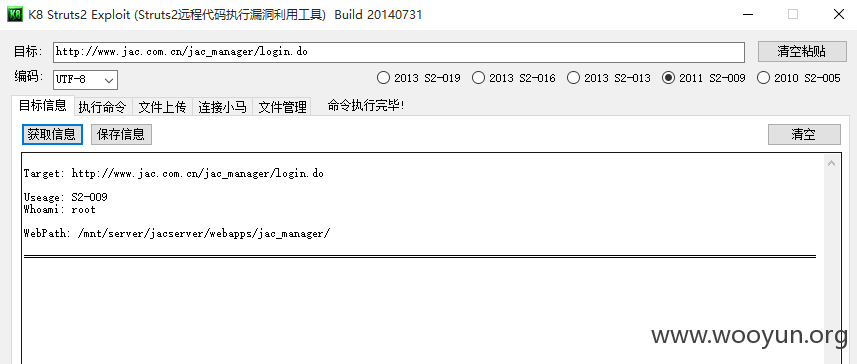 K8 Struts2 Exploit (Struts2远程代码执行漏洞利用工具) Build 20140731
目标: http://www.jac.com.cn/jac_manager/login.do 清空粘贴
编码: UTF-8 2013 S2-019 2013 S2-016 2013 S2-013 2011 S2-009 2010 S2-005
目标信息 执行命令 文件上传 连接小马 文件管理 命令执行完毕!
获取信息 保存信息 清空
Target: http://www.jac.com.cn/jac_manager/login.do
Useage: S2-009
Whoami: root
WebPath: /mnt/server/jacserver/webapps/jac_manager/
www.wooyun.org